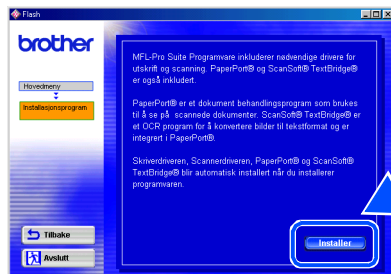 Flash
brother
Hovedmeny
Installasjonsprogram
MFL-Pro Suite Programvare inkluderer nødvendige drivere for
utskrift og scanning. PaperPort® og ScanSoft® TextBridge®
er også inkludert.
PaperPort® er et dokument behandlingsprogram som brukes
til å se på scannede dokumenter. ScanSoft® TextBridge® er
et OCR program for å konvertere bilder til tekstformat og er
integrert i PaperPort®.
Skriverdriveren, Scannerdriveren, PaperPort® og ScanSoft®
TextBridge® blir automatisk installert når du installerer
programvaren.
Tilbake
Avslutt
Installer